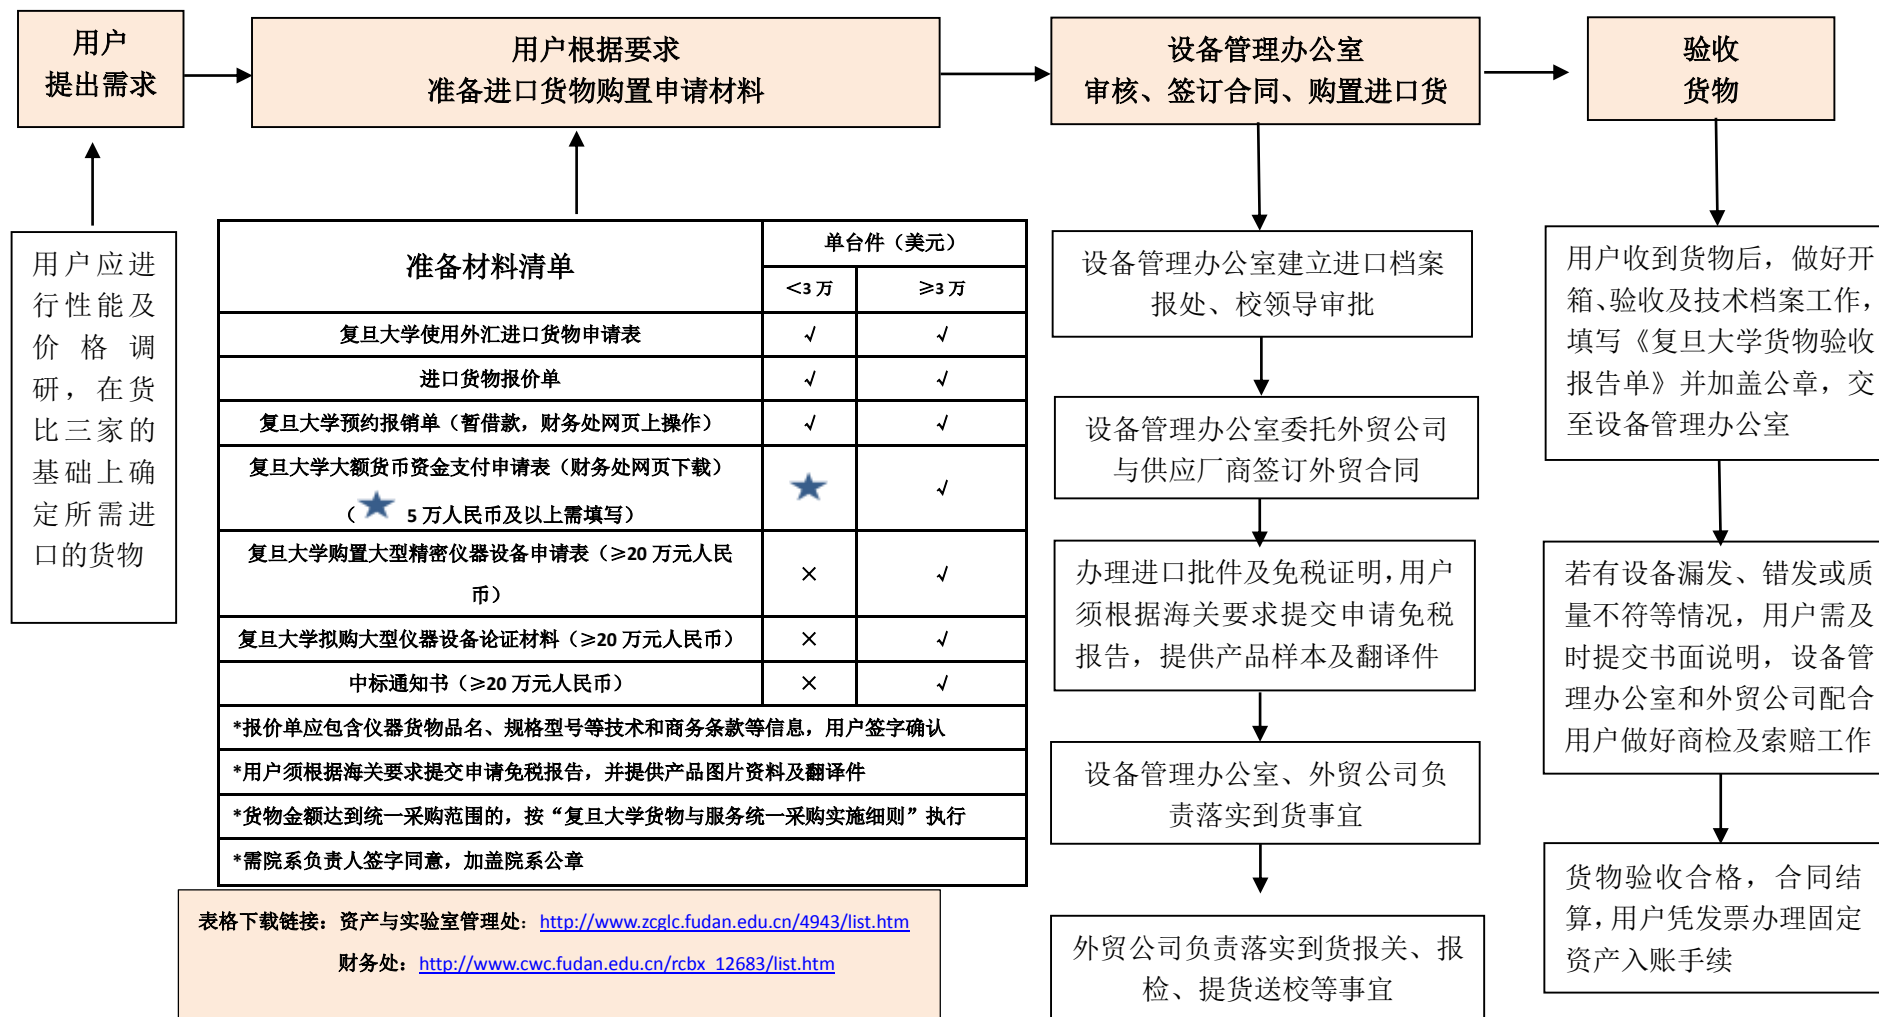 用户
提出需求
用户根据要求
准备进口货物购置申请材料
设备管理办公室
审核、签订合同、购置进口货
验收
货物
用户应进
行性能及
价格调
研，在货
比三家的
基础上确
定所需进
口的货物
准备材料清单
单台件（美元）
＜3 万
≥3 万
复旦大学使用外汇进口货物申请表
√
√
进口货物报价单
√
√
复旦大学预约报销单（暂借款，财务处网页上操作）
√
√
复旦大学大额货币资金支付申请表（财务处网页下载）
（★ 5 万人民币及以上需填写）
★
√
复旦大学购置大型精密仪器设备申请表（≥20 万元人民
币）
×
√
复旦大学拟购大型仪器设备论证材料（≥20 万元人民币）
×
√
中标通知书（≥20 万元人民币）
×
√
*报价单应包含仪器货物品名、规格型号等技术和商务条款等信息，用户签字确认
*用户须根据海关要求提交申请免税报告，并提供产品图片资料及翻译件
*货物金额达到统一采购范围的，按“复旦大学货物与服务统一采购实施细则”执行
*需院系负责人签字同意，加盖院系公章
表格下载链接：资产与实验室管理处：http://www.zcglc.fudan.edu.cn/4943/list.htm
财务处：http://www.cwc.fudan.edu.cn/rcbx_12683/list.htm
设备管理办公室建立进口档案
报处、校领导审批
设备管理办公室委托外贸公司
与供应厂商签订外贸合同
办理进口批件及免税证明，用户
须根据海关要求提交申请免税
报告，提供产品样本及翻译件
设备管理办公室、外贸公司负
责落实到货事宜
外贸公司负责落实到货报关、报
检、提货送校等事宜
用户收到货物后，做好开
箱、验收及技术档案工作，
填写《复旦大学货物验收
报告单》并加盖公章，交
至设备管理办公室
若有设备漏发、错发或质
量不符等情况，用户需及
时提交书面说明，设备管
理办公室和外贸公司配合
用户做好商检及索赔工作
货物验收合格，合同结
算，用户凭发票办理固定
资产入账手续